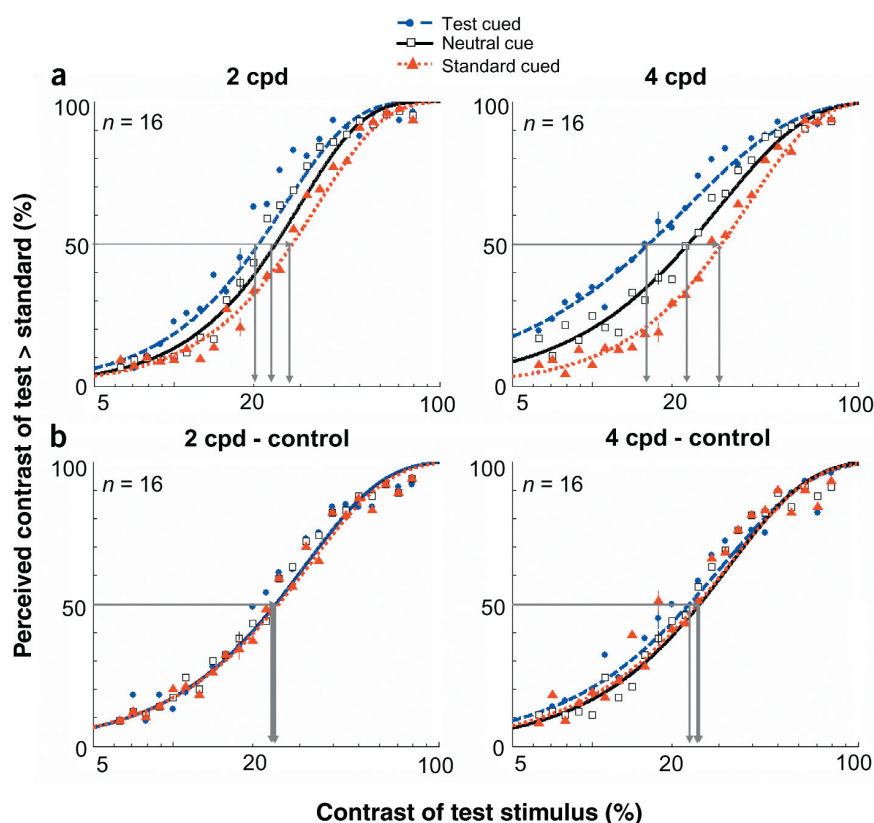 Test cued
Neutral cue
Standard cued
a
2 cpd
4 cpd
100
n = 16
50
0
5
20
100
100
n = 16
50
0
5
20
100
b
2 cpd - control
4 cpd - control
100
n = 16
50
0
5
20
100
100
n = 16
50
0
5
20
100
Perceived contrast of test > standard (%)
Contrast of test stimulus (%)